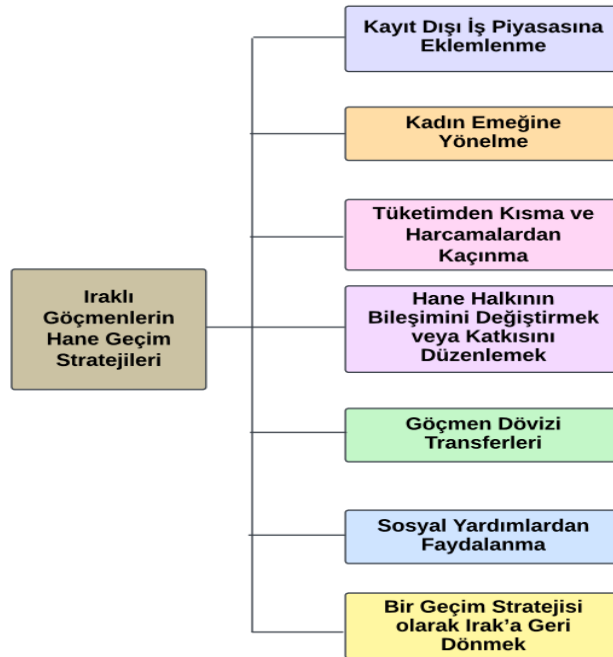 Kayıt Dışı İş Piyasasına
Eklemlenme
Kadın Emeğine
Yönelme
Tüketimden Kısma ve
Harcamalardan
Kaçınma
Iraklı
Göçmenlerin
Hane Geçim
Stratejileri
Hane Halkının
Bileşimini Değiştirmek
veya Katkısını
Düzenlemek
Göçmen Dövizi
Transferleri
Sosyal Yardımlardan
Faydalanma
Bir Geçim Stratejisi
olarak Irak’a Geri
Dönmek